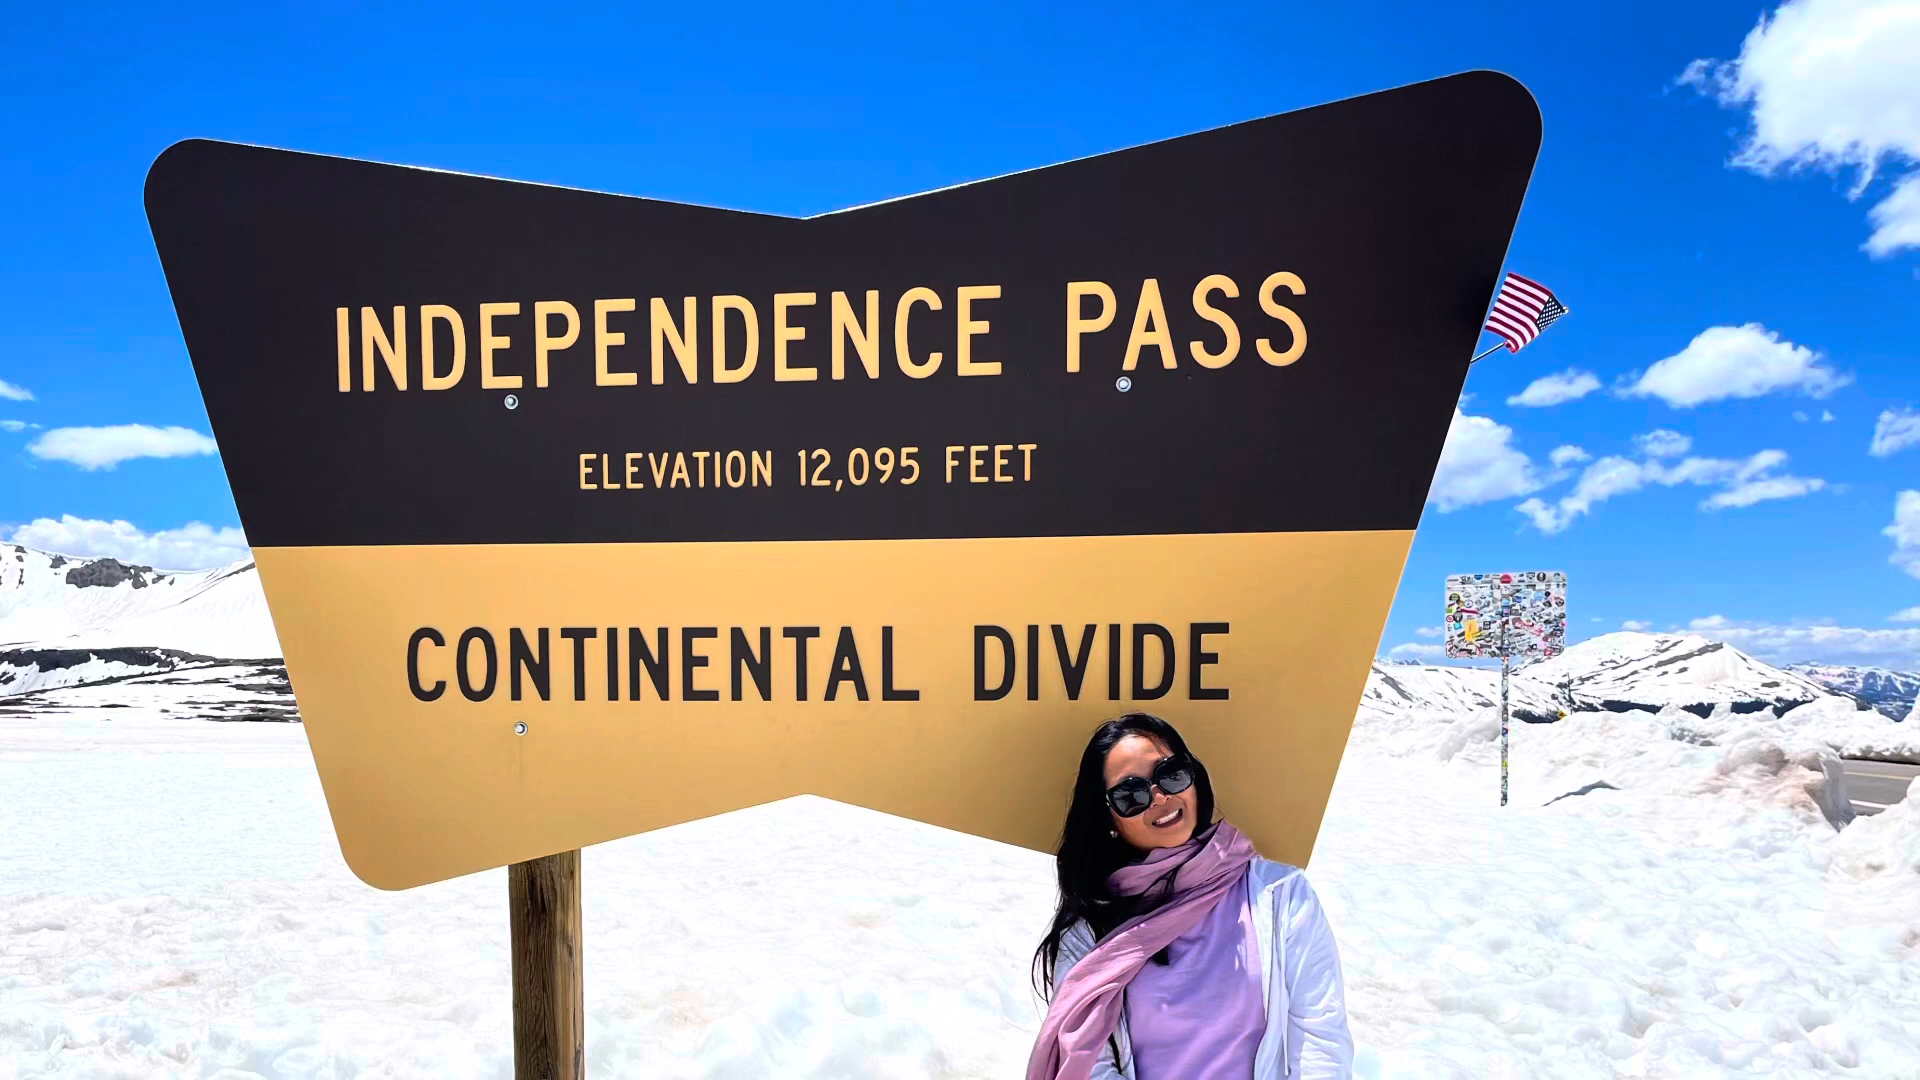 INDEPENDENCE PASS
ELEVATION 12,095 FEET
CONTINENTAL DIVIDE